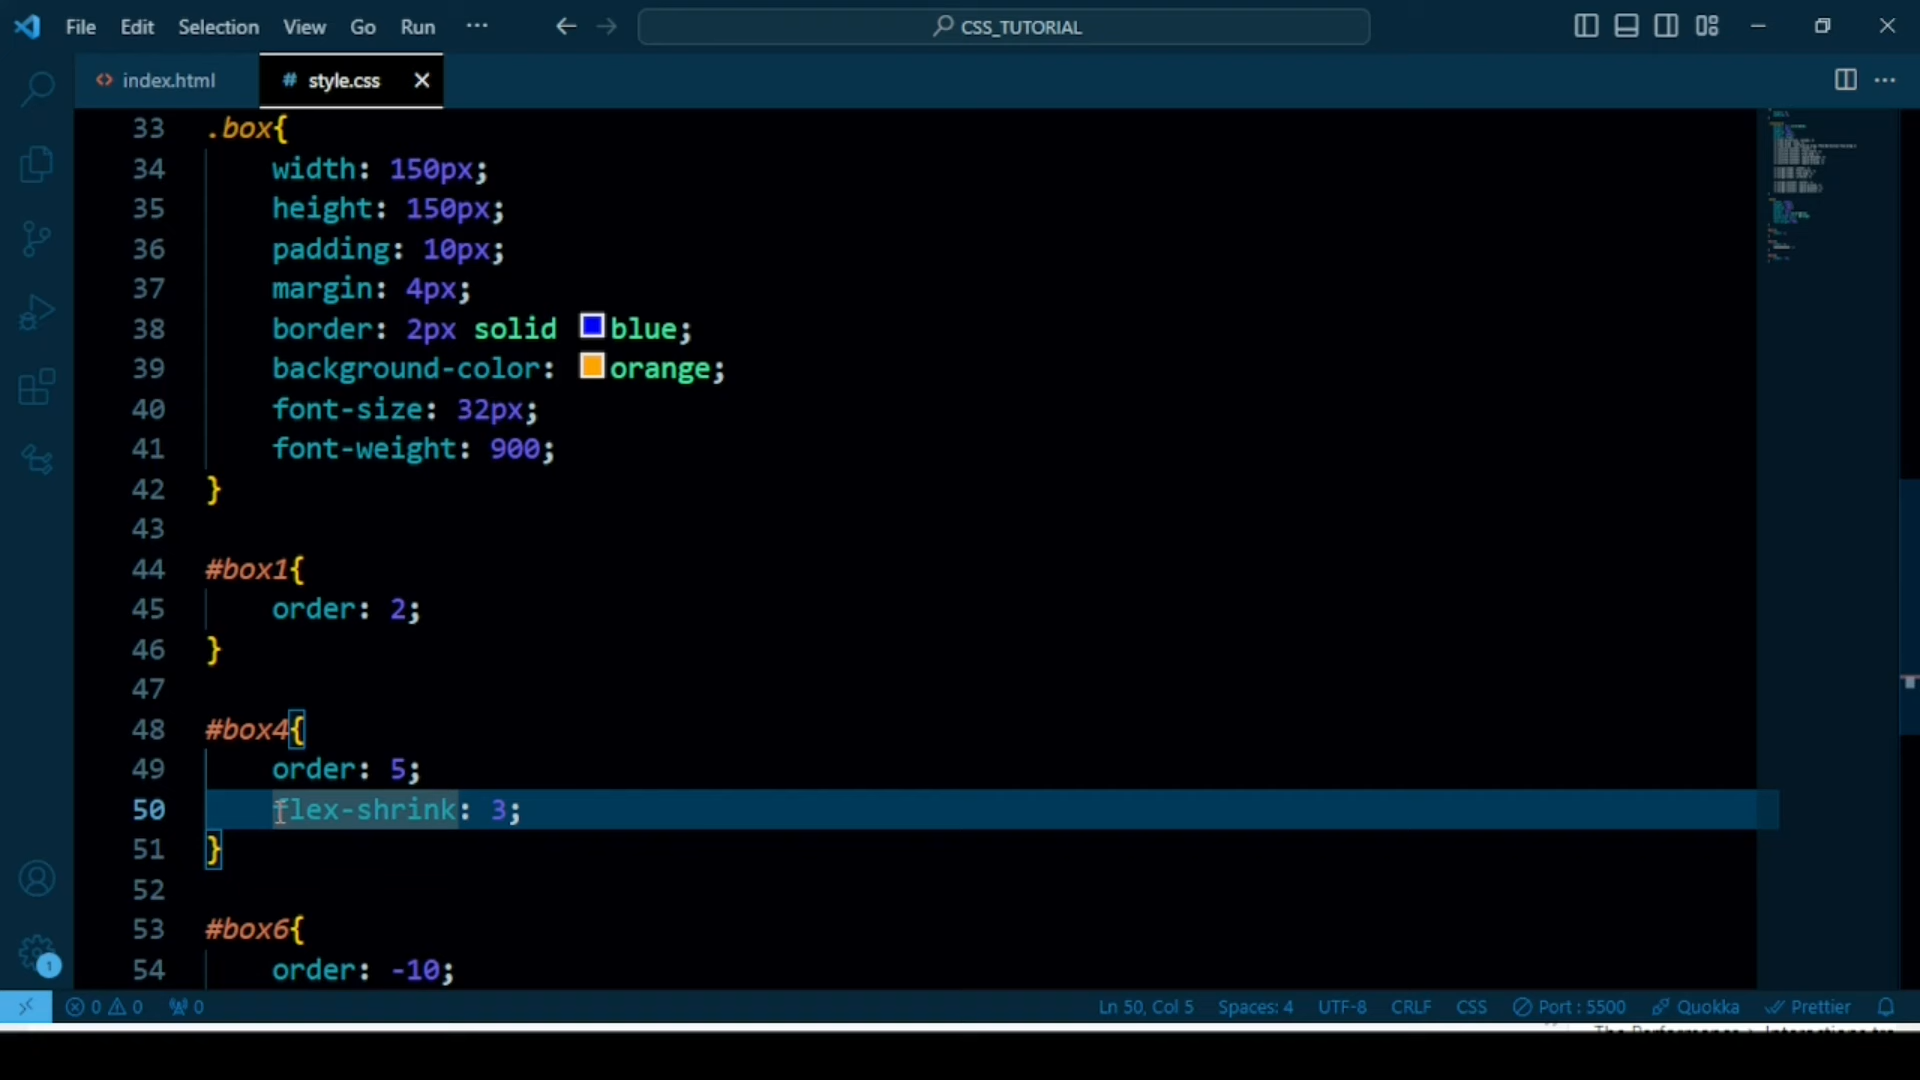 File Edit Selection View Go Run ··· CSS_TUTORIAL
index.html # style.css
33 .box{
34 width: 150px;
35 height: 150px;
36 padding: 10px;
37 margin: 4px;
38 border: 2px solid blue;
39 background-color: orange;
40 font-size: 32px;
41 font-weight: 900;
42 }
43
44 #box1{
45 order: 2;
46 }
47
48 #box4{
49 order: 5;
50 flex-shrink: 3;
51 }
52
53 #box6{
54 order: -10;
1
0 0 0 Ln 50, Col 5 Spaces: 4 UTF-8 CRLF CSS Port : 5500 Quokka Prettier